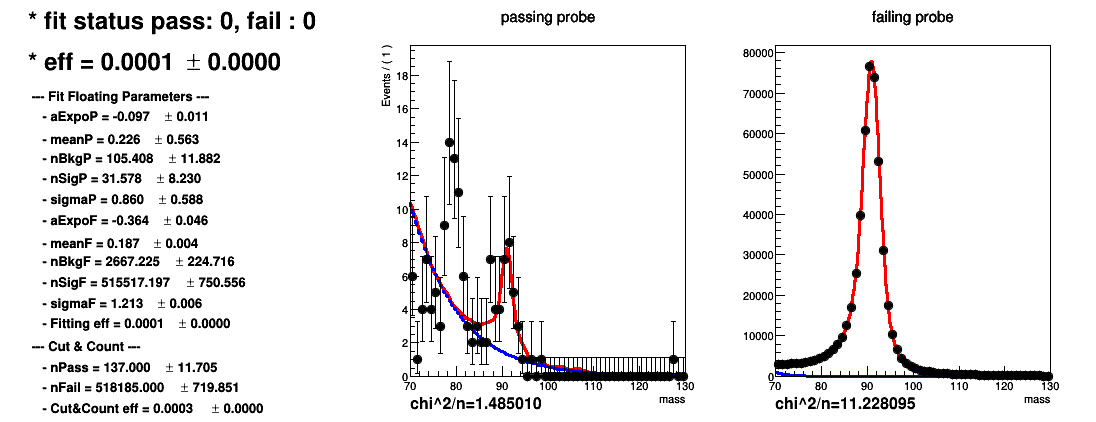 * fit status pass: 0, fail : 0
* eff = 0.0001 ± 0.0000
--- Fit Floating Parameters ---
- aExpoP = -0.097 ± 0.011
- meanP = 0.226 ± 0.563
- nBkgP = 105.408 ± 11.882
- nSigP = 31.578 ± 8.230
- sigmaP = 0.860 ± 0.588
- aExpoF = -0.364 ± 0.046
- meanF = 0.187 ± 0.004
- nBkgF = 2667.225 ± 224.716
- nSigF = 515517.197 ± 750.556
- sigmaF = 1.213 ± 0.006
- Fitting eff = 0.0001 ± 0.0000
--- Cut & Count ---
- nPass = 137.000 ± 11.705
- nFail = 518185.000 ± 719.851
- Cut&Count eff = 0.0003 ± 0.0000
passing probe
Events / ( 1 )
18
16
14
12
10
8
6
4
2
0
70 80 90 100 110 120 130
mass
chi^2/n=1.485010
failing probe
80000
70000
60000
50000
40000
30000
20000
10000
0
70 80 90 100 110 120 130
mass
chi^2/n=11.228095